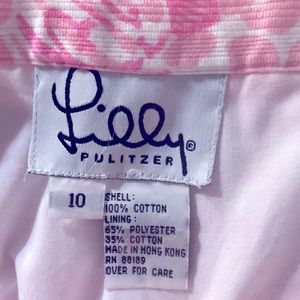 Lilly®
PULITZER
10
SHELL:
100% COTTON
LINING:
65% POLYESTER
35% COTTON
MADE IN HONG KONG
RN 88189
OVER FOR CARE